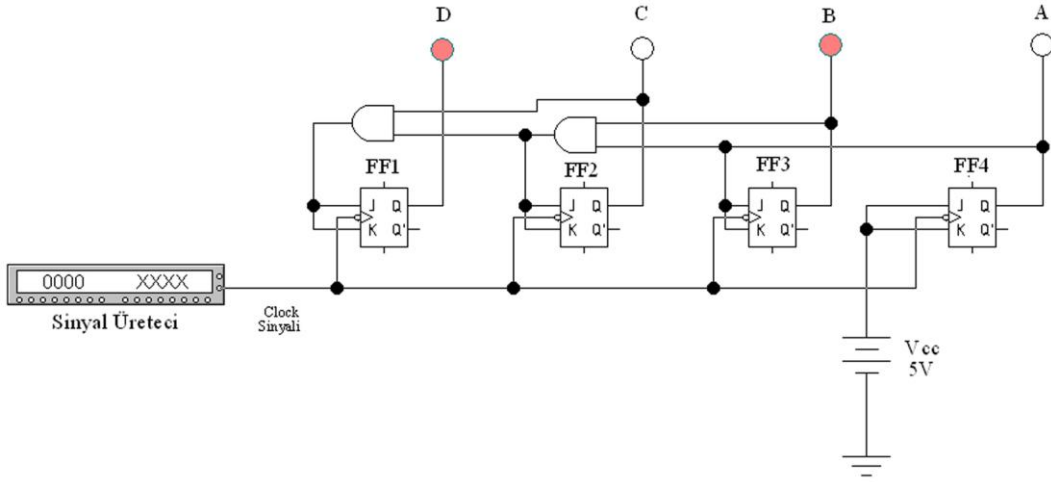 D
C
B
A
FF1
FF2
FF3
FF4
J Q
K Q'
J Q
K Q'
J Q
K Q'
J Q
K Q'
0000 XXXX
Sinyal Üreteci
Clock
Sinyali
Vcc
5V